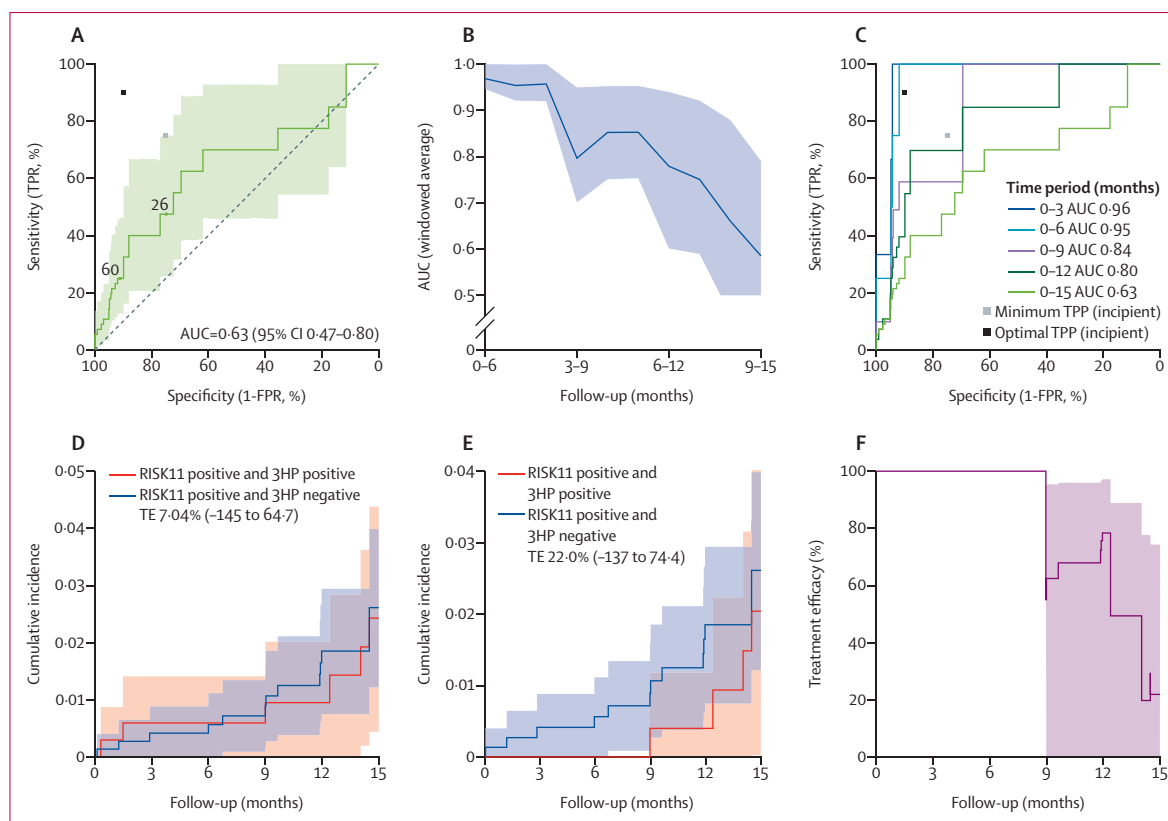 A
Sensitivity (TPR, %)
100
80
60
40
20
0
26
60
AUC=0·63 (95% CI 0·47–0·80)
100
80
60
40
20
0
Specificity (1-FPR, %)
B
AUC (windowed average)
1·0
0·9
0·8
0·7
0·6
0·5
0
0–6
3–9
6–12
9–15
Follow-up (months)
C
Sensitivity (TPR, %)
100
80
60
40
20
0
Time period (months)
0–3 AUC 0·96
0–6 AUC 0·95
0–9 AUC 0·84
0–12 AUC 0·80
0–15 AUC 0·63
Minimum TPP (incipient)
Optimal TPP (incipient)
100
80
60
40
20
0
Specificity (1-FPR, %)
D
Cumulative incidence
0·05
0·04
0·03
0·02
0·01
0
RISK11 positive and 3HP positive
RISK11 positive and 3HP negative
TE 7·04% (–145 to 64·7)
0
3
6
9
12
15
Follow-up (months)
E
Cumulative incidence
0·04
0·03
0·02
0·01
0
RISK11 positive and
3HP positive
RISK11 positive and
3HP negative
TE 22·0% (–137 to 74·4)
0
3
6
9
12
15
Follow-up (months)
F
Treatment efficacy (%)
100
80
60
40
20
0
0
3
6
9
12
15
Follow-up (months)